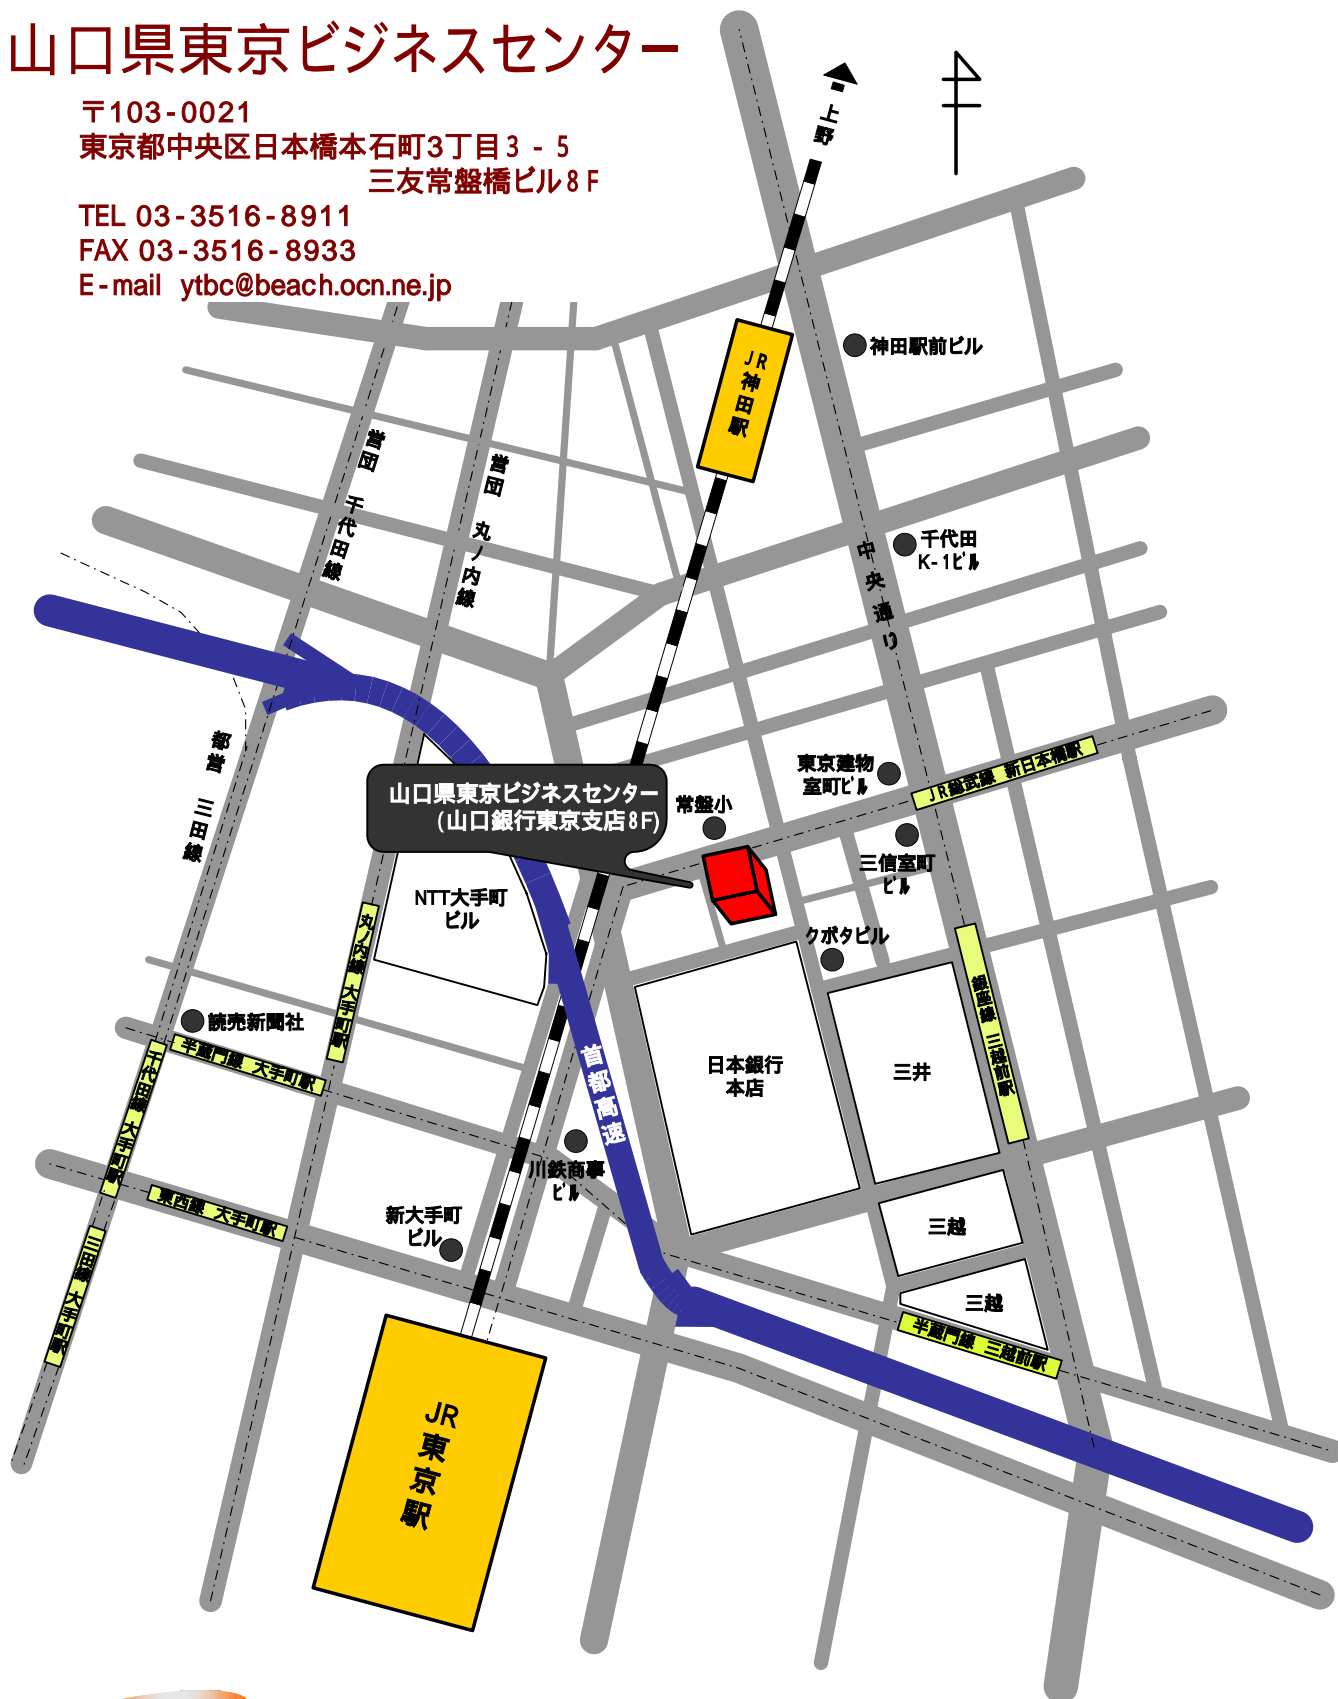 山口県東京ビジネスセンター
〒103-0021
東京都中央区日本橋本石町3丁目3-5
三友常盤橋ビル8F
TEL 03-3516-8911
FAX 03-3516-8933
E-mail ytbc@beach.ocn.ne.jp
上野
JR神田駅
神田駅前ビル
営団 千代田線
営団 丸ノ内線
中央通り
千代田
K-1ビル
都営 三田線
東京建物
室町ビル
JR総武線 新日本橋駅
山口県東京ビジネスセンター
(山口銀行東京支店8F)
常盤小
三信室町
ビル
NTT大手町
ビル
クボタビル
丸ノ内線 大手町駅
銀座線 三越前駅
読売新聞社
半蔵門線 大手町駅
千代田線 大手町駅
首都高速
日本銀行
本店
三井
川鉄商事
ビル
東西線 大手町駅
新大手町
ビル
三越
三田線 大手町駅
三越
半蔵門線 三越前駅
JR東京駅